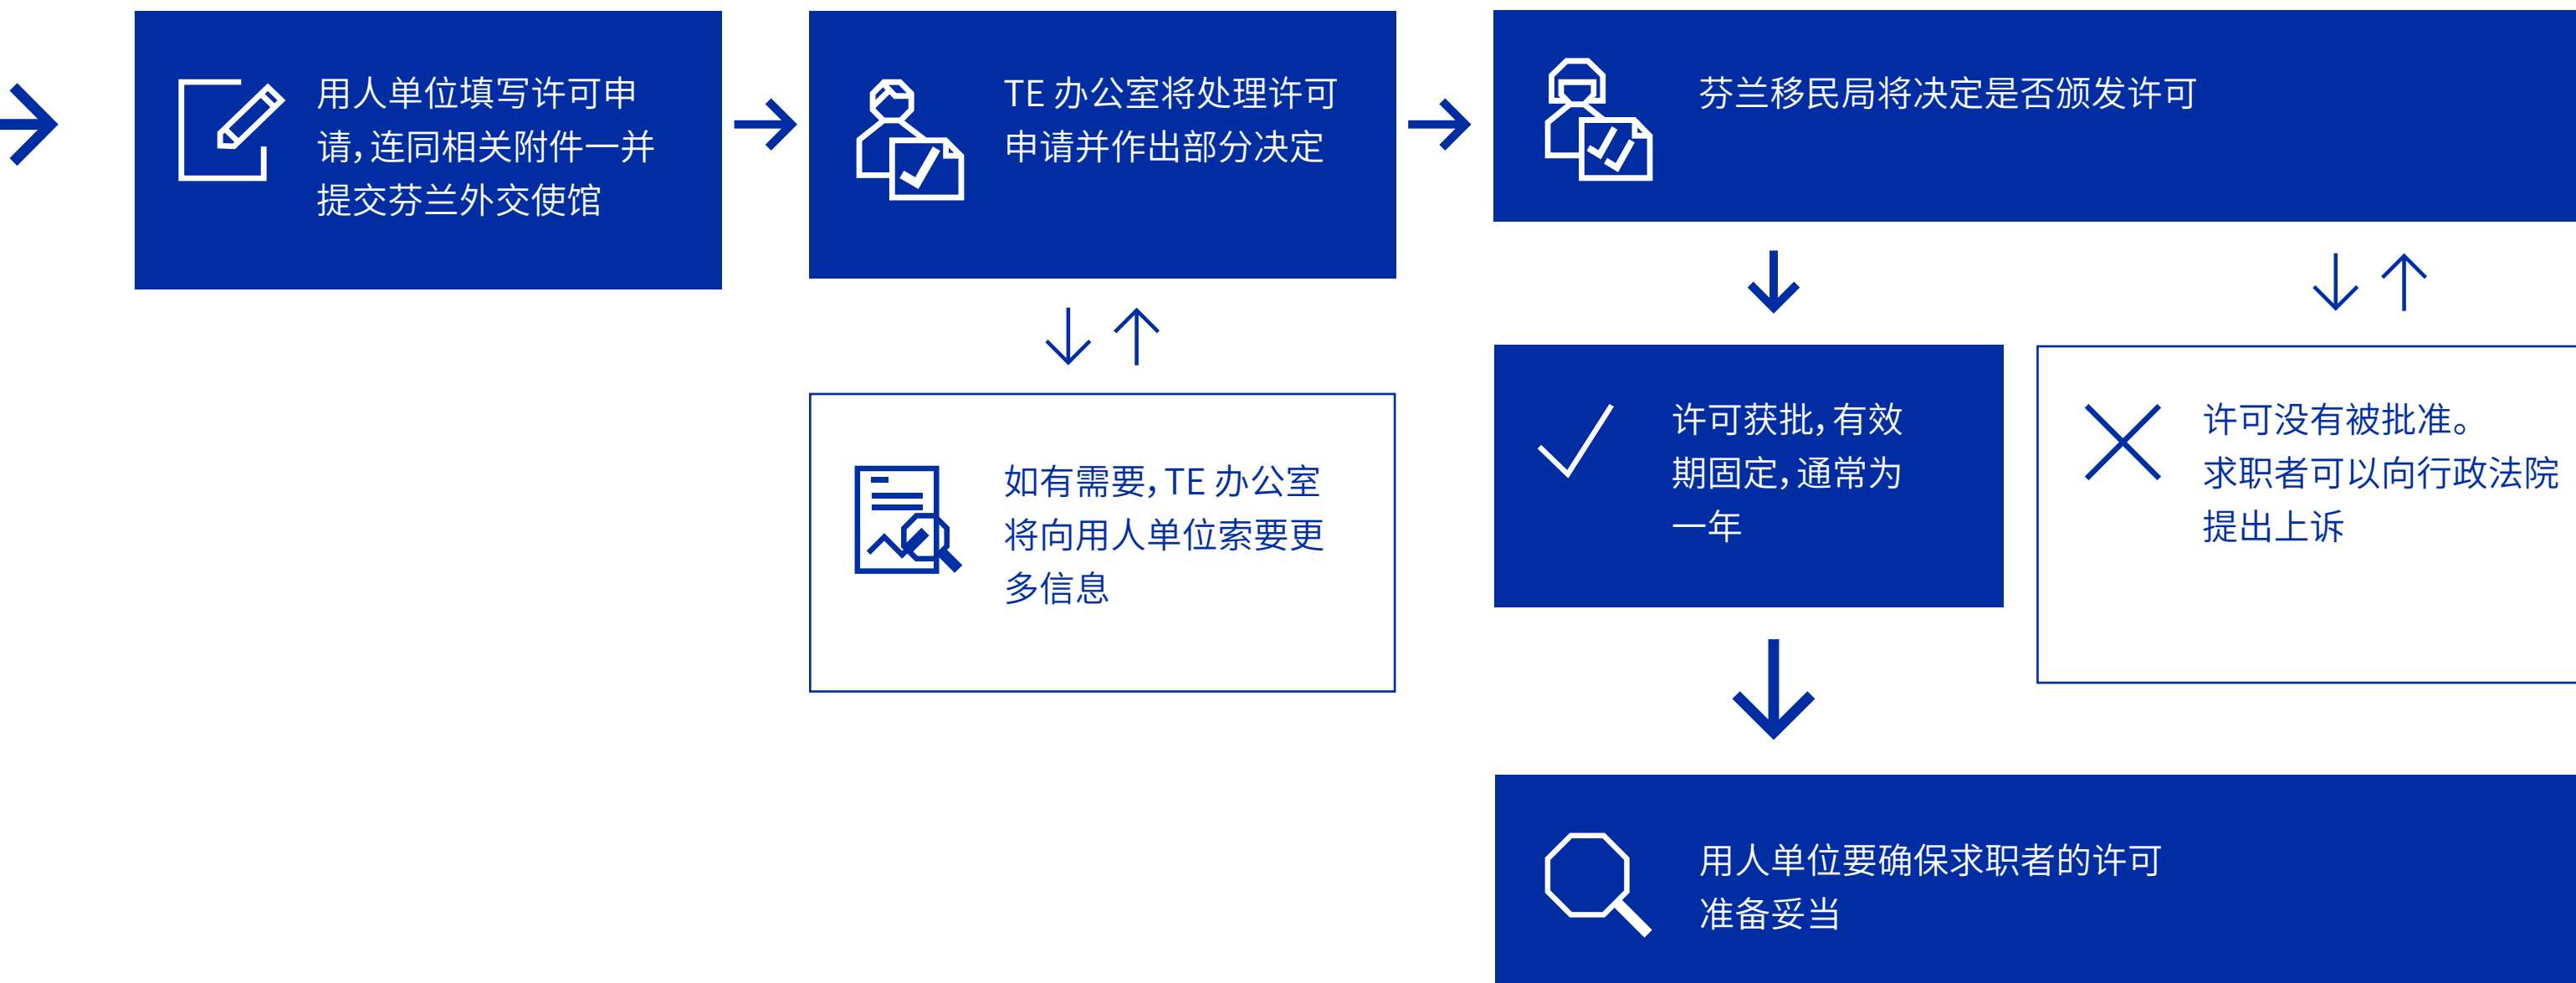 用人单位填写许可申
请，连同相关附件一并
提交芬兰外交使馆
TE 办公室将处理许可
申请并作出部分决定
芬兰移民局将决定是否颁发许可
如有需要，TE 办公室
将向用人单位索要更
多信息
许可获批，有效
期固定，通常为
一年
许可没有被批准。
求职者可以向行政法院
提出上诉
用人单位要确保求职者的许可
准备妥当